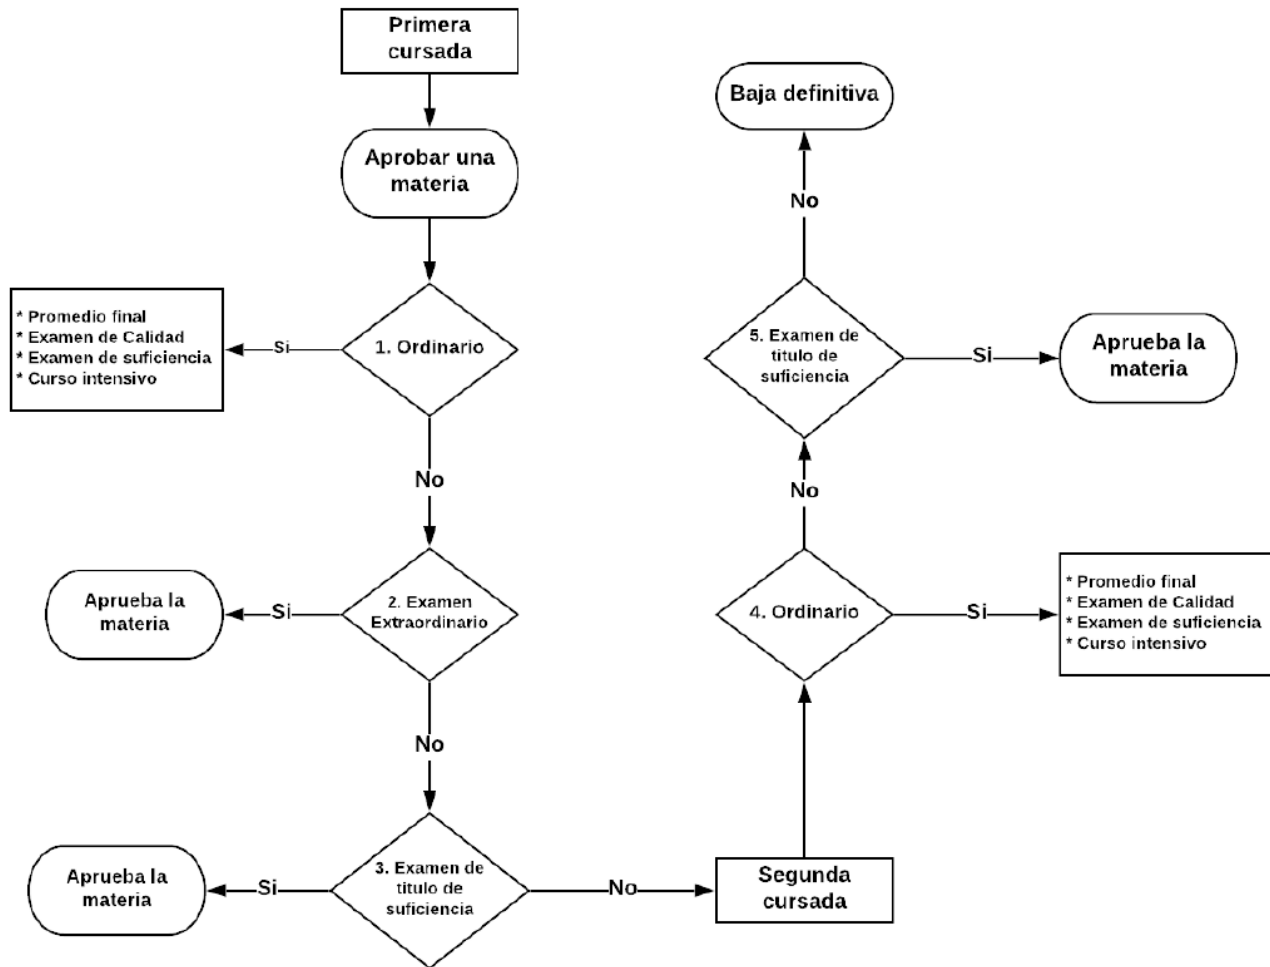 Primera
cursada
Aprobar una
materia
1. Ordinario
Si
* Promedio final
* Examen de Calidad
* Examen de suficiencia
* Curso intensivo
No
2. Examen
Extraordinario
Si
Aprueba la
materia
No
3. Examen de
titulo de
suficiencia
Si
Aprueba la
materia
No
Segunda
cursada
4. Ordinario
Si
* Promedio final
* Examen de Calidad
* Examen de suficiencia
* Curso intensivo
No
5. Examen de
titulo de
suficiencia
Si
Aprueba la
materia
No
Baja definitiva